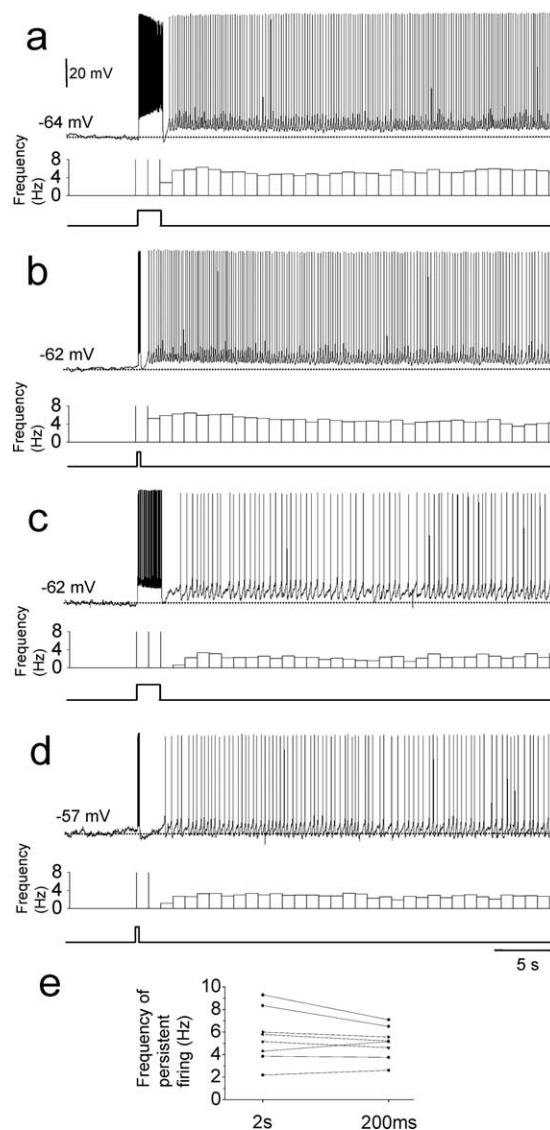 a
20 mV
-64 mV
Frequency
(Hz)
8
4
0
b
-62 mV
Frequency
(Hz)
8
4
0
c
-62 mV
Frequency
(Hz)
8
4
0
d
-57 mV
Frequency
(Hz)
8
4
0
5 s
e
Frequency of
persistent
firing (Hz)
10
8
6
4
2
0
2s
200ms